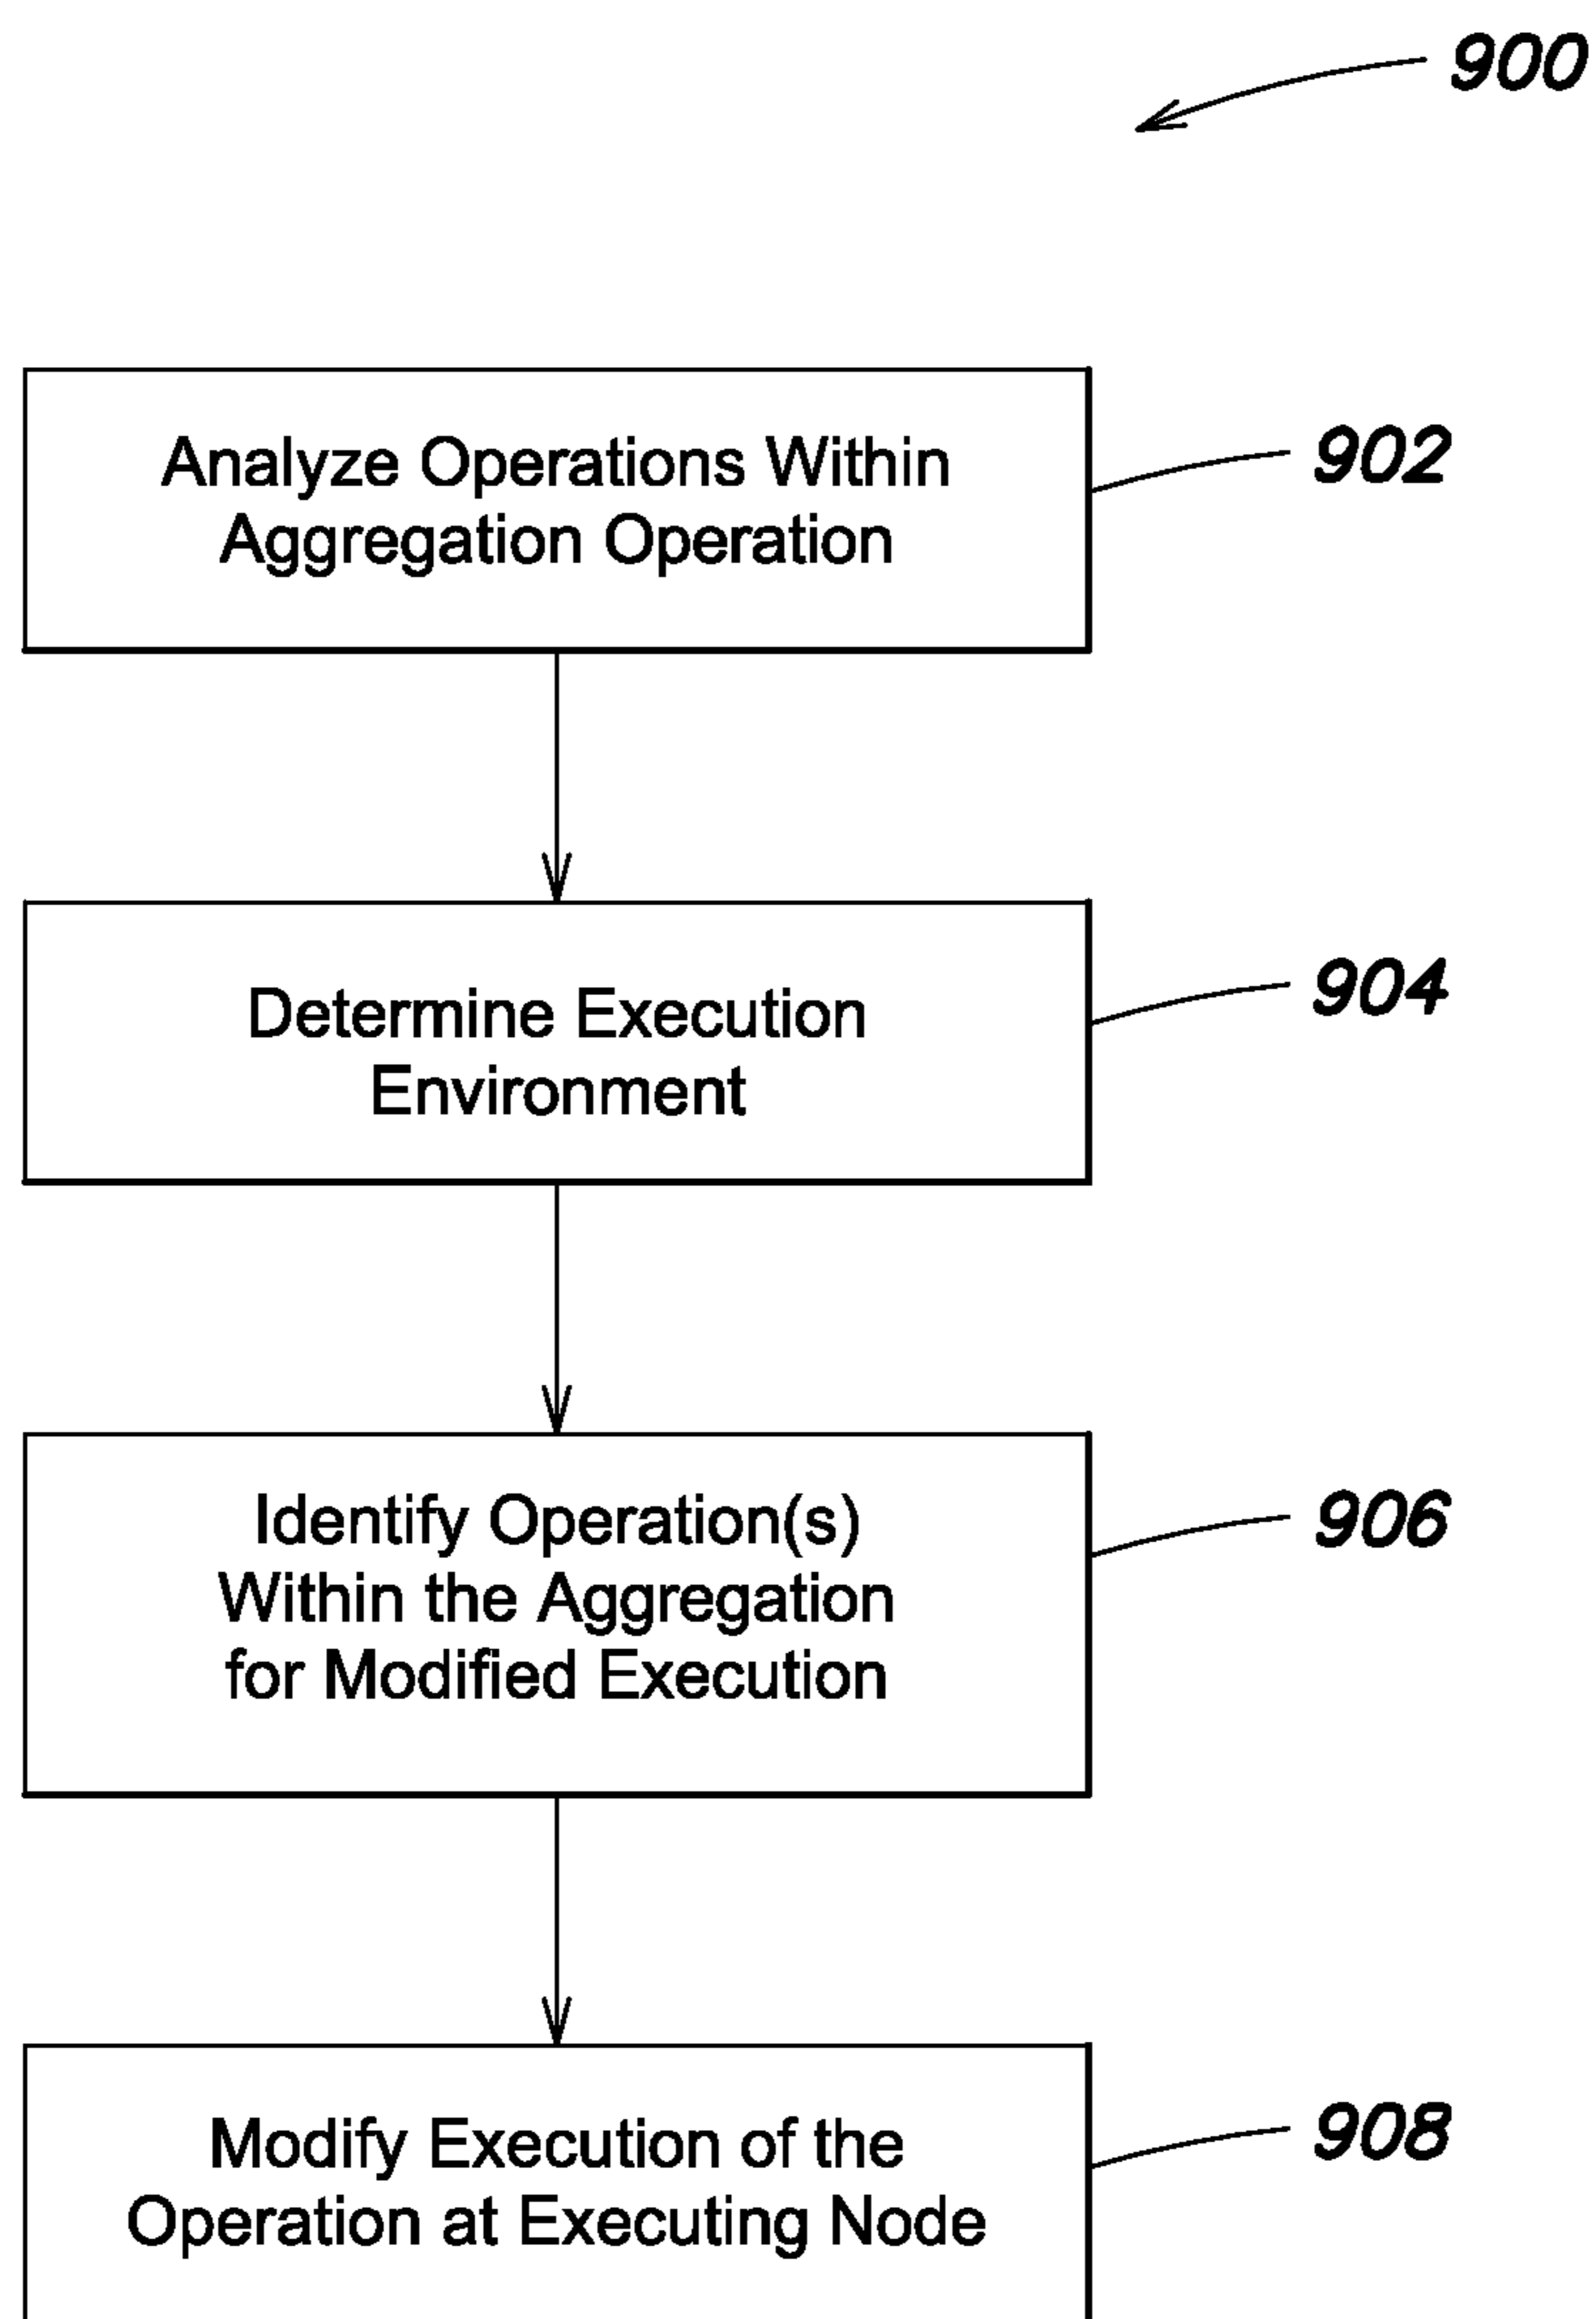 900
Analyze Operations Within
Aggregation Operation
902
Determine Execution
Environment
904
Identify Operation(s)
Within the Aggregation
for Modified Execution
906
Modify Execution of the
Operation at Executing Node
908